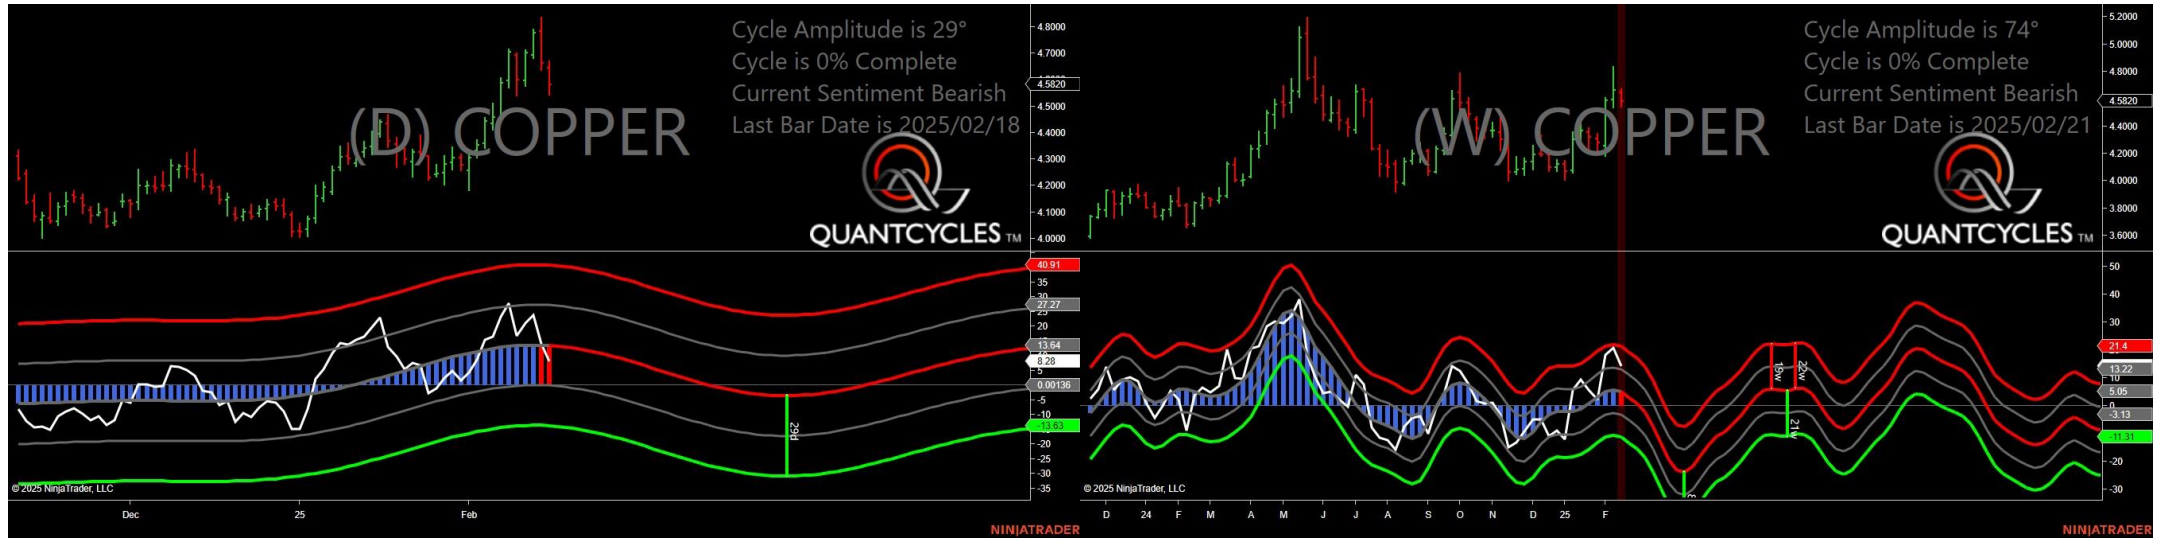 Cycle Amplitude is 29°
Cycle is 0% Complete
Current Sentiment Bearish
Last Bar Date is 2025/02/18
(D) COPPER
QUANTCYCLES TM
4.8000
4.7000
4.5820
4.5000
4.4000
4.3000
4.2000
4.1000
4.0000
40.91
35
30
27.27
25
20
13.64
8.28
0.00136
-5
-10
-13.63
-20
-25
-30
-35
29d
© 2025 NinjaTrader, LLC
Dec
25
Feb
NINJATRADER
Cycle Amplitude is 74°
Cycle is 0% Complete
Current Sentiment Bearish
Last Bar Date is 2025/02/21
(W) COPPER
QUANTCYCLES TM
5.2000
5.0000
4.8000
4.5820
4.4000
4.2000
4.0000
3.8000
3.6000
50
40
30
21.4
13.22
10
5.05
0
-3.13
-11.31
-20
-30
19w
22w
21w
© 2025 NinjaTrader, LLC
D
24
F
M
A
M
J
J
A
S
O
N
D
25
F
NINJATRADER